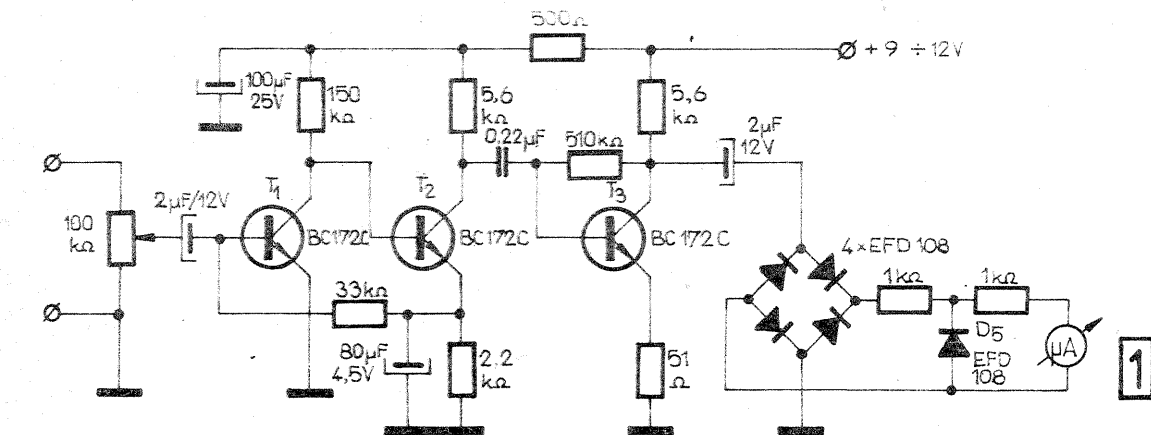 500Ω
+ 9 ÷ 12V
100µF
25V
150
kΩ
5,6
kΩ
5,6
kΩ
0,22µF
510kΩ
2µF
12V
2µF/12V
T1
T2
T3
100
kΩ
BC172C
BC172C
BC172C
4×EFD 108
33kΩ
1kΩ
1kΩ
80µF
4,5V
2,2
kΩ
51
Ω
D5
EFD
108
µA
1